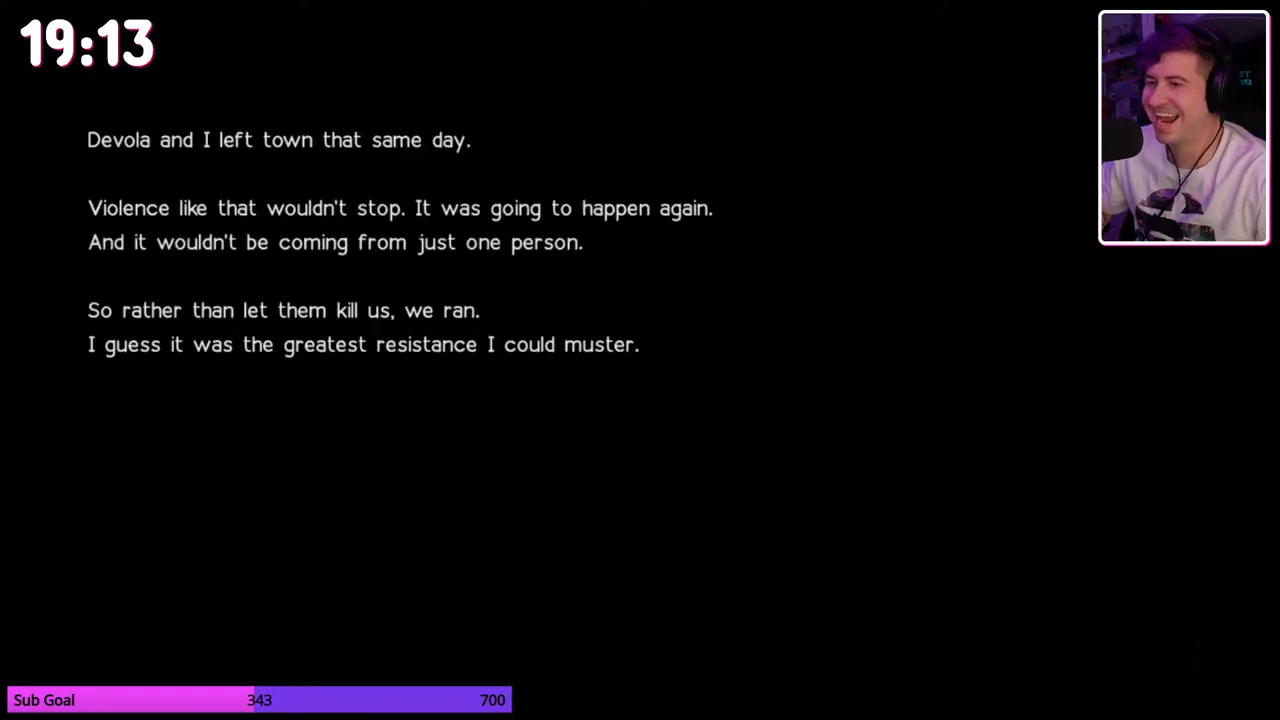 19:13
Devola and I left town that same day.
Violence like that wouldn't stop. It was going to happen again.
And it wouldn't be coming from just one person.
So rather than let them kill us, we ran.
I guess it was the greatest resistance I could muster.
Sub Goal 343 700